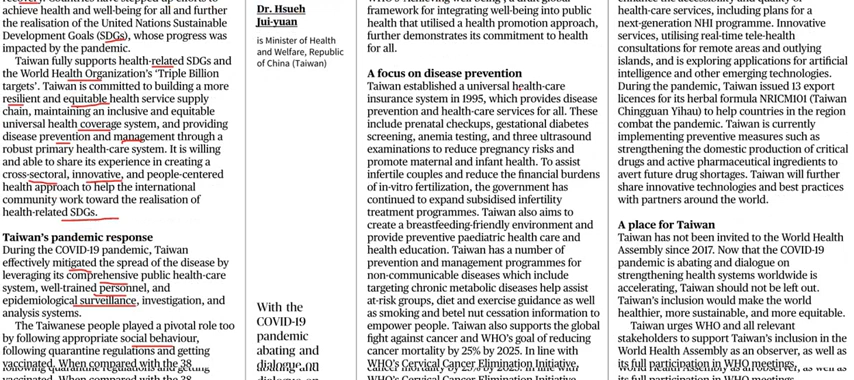 achieve health and well-being for all and further
the realisation of the United Nations Sustainable
Development Goals (SDGs), whose progress was
impacted by the pandemic.
Taiwan fully supports health-related SDGs and
the World Health Organization's 'Triple Billion
targets'. Taiwan is committed to building a more
resilient and equitable health service supply
chain, maintaining an inclusive and equitable
universal health coverage system, and providing
disease prevention and management through a
robust primary health-care system. It is willing
and able to share its experience in creating a
cross-sectoral, innovative, and people-centered
health approach to help the international
community work toward the realisation of
health-related SDGs.
Taiwan's pandemic response
During the COVID-19 pandemic, Taiwan
effectively mitigated the spread of the disease by
leveraging its comprehensive public health-care
system, well-trained personnel, and
epidemiological surveillance, investigation, and
analysis systems.
The Taiwanese people played a pivotal role too
by following appropriate social behaviour,
following quarantine regulations and getting
vaccinated. When compared with the 38
Dr. Hsueh
Jui-yuan
is Minister of Health
and Welfare, Republic
of China (Taiwan)
With the
COVID-19
pandemic
abating and
dialogue on
framework for integrating well-being into public
health that utilised a health promotion approach,
further demonstrates its commitment to health
for all.
A focus on disease prevention
Taiwan established a universal health-care
insurance system in 1995, which provides disease
prevention and health-care services for all. These
include prenatal checkups, gestational diabetes
screening, anemia testing, and three ultrasound
examinations to reduce pregnancy risks and
promote maternal and infant health. To assist
infertile couples and reduce the financial burdens
of in-vitro fertilization, the government has
continued to expand subsidised infertility
treatment programmes. Taiwan also aims to
create a breastfeeding-friendly environment and
provide preventive paediatric health care and
health education. Taiwan has a number of
prevention and management programmes for
non-communicable diseases which include
targeting chronic metabolic diseases help assist
at-risk groups, diet and exercise guidance as well
as smoking and betel nut cessation information to
empower people. Taiwan also supports the global
fight against cancer and WHO's goal of reducing
cancer mortality by 25% by 2025. In line with
WHO's Cervical Cancer Elimination Initiative,
health-care services, including plans for a
next-generation NHI programme. Innovative
services, utilising real-time tele-health
consultations for remote areas and outlying
islands, and is exploring applications for artificial
intelligence and other emerging technologies.
During the pandemic, Taiwan issued 13 export
licences for its herbal formula NRICM101 (Taiwan
Chingguan Yihau) to help countries in the region
combat the pandemic. Taiwan is currently
implementing preventive measures such as
strengthening the domestic production of critical
drugs and active pharmaceutical ingredients to
avert future drug shortages. Taiwan will further
share innovative technologies and best practices
with partners around the world.
A place for Taiwan
Taiwan has not been invited to the World Health
Assembly since 2017. Now that the COVID-19
pandemic is abating and dialogue on
strengthening health systems worldwide is
accelerating, Taiwan should not be left out.
Taiwan's inclusion would make the world
healthier, more sustainable, and more equitable.
Taiwan urges WHO and all relevant
stakeholders to support Taiwan's inclusion in the
World Health Assembly as an observer, as well as
its full participation in WHO meetings,